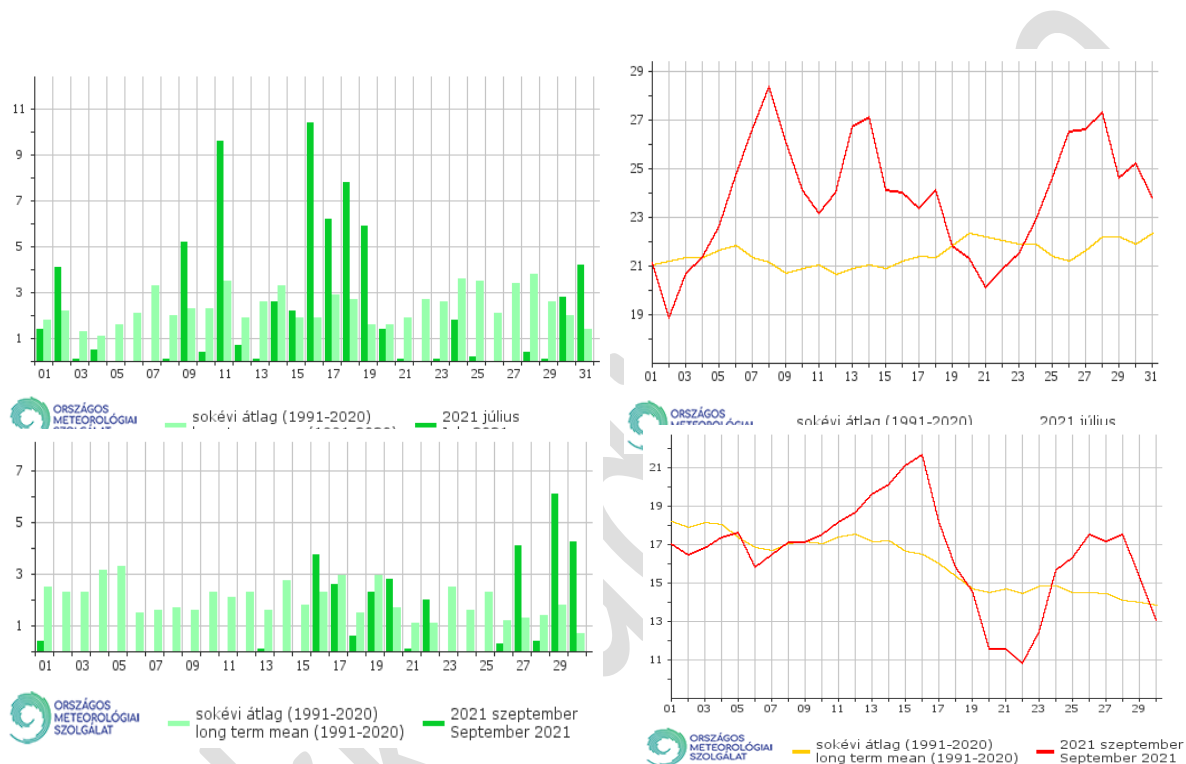 11
9
7
5
3
1
01 03 05 07 09 11 13 15 17 19 21 23 25 27 29 31
ORSZÁGOS
METEOROLÓGIAI
SZOLGÁLAT
sokévi átlag (1991-2020)
2021 július
29
27
25
23
21
19
01 03 05 07 09 11 13 15 17 19 21 23 25 27 29 31
ORSZÁGOS
METEOROLÓGIAI
sokévi átlag (1991-2020)
2021 július
7
5
3
1
01 03 05 07 09 11 13 15 17 19 21 23 25 27 29
ORSZÁGOS
METEOROLÓGIAI
SZOLGÁLAT
sokévi átlag (1991-2020)
long term mean (1991-2020)
2021 szeptember
September 2021
21
19
17
15
13
11
01 03 05 07 09 11 13 15 17 19 21 23 25 27 29
ORSZÁGOS
METEOROLÓGIAI
SZOLGÁLAT
sokévi átlag (1991-2020)
long term mean (1991-2020)
2021 szeptember
September 2021